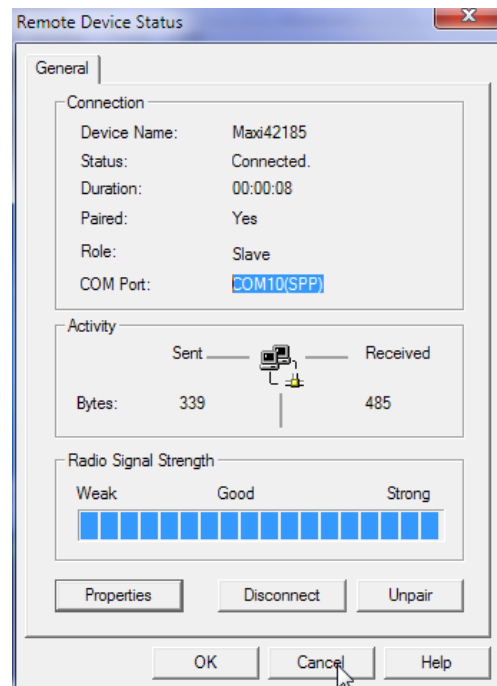 Remote Device Status
General
Connection
Device Name: Maxi42185
Status: Connected.
Duration: 00:00:08
Paired: Yes
Role: Slave
COM Port: COM10(SPP)
Activity
Sent Received
Bytes: 339 485
Radio Signal Strength
Weak Good Strong
Properties Disconnect Unpair
OK Cancel Help